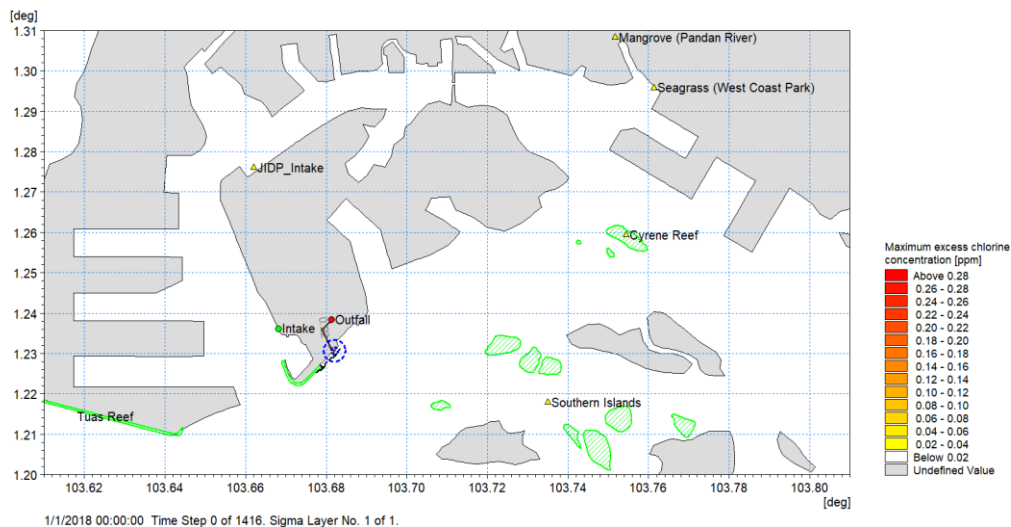 [deg]
1.31
Mangrove (Pandan River)
1.30
Seagrass (West Coast Park)
1.29
1.28
JIDP_Intake
1.27
1.26
Cyrene Reef
1.25
1.24
Outfall
Intake
1.23
1.22
Southern Islands
Tuas Reef
1.21
1.20
103.62 103.64 103.66 103.68 103.70 103.72 103.74 103.76 103.78 103.80
[deg]
Maximum excess chlorine
concentration [ppm]
Above 0.28
0.26 - 0.28
0.24 - 0.26
0.22 - 0.24
0.20 - 0.22
0.18 - 0.20
0.16 - 0.18
0.14 - 0.16
0.12 - 0.14
0.10 - 0.12
0.08 - 0.10
0.06 - 0.08
0.04 - 0.06
0.02 - 0.04
Below 0.02
Undefined Value
1/1/2018 00:00:00 Time Step 0 of 1416. Sigma Layer No. 1 of 1.